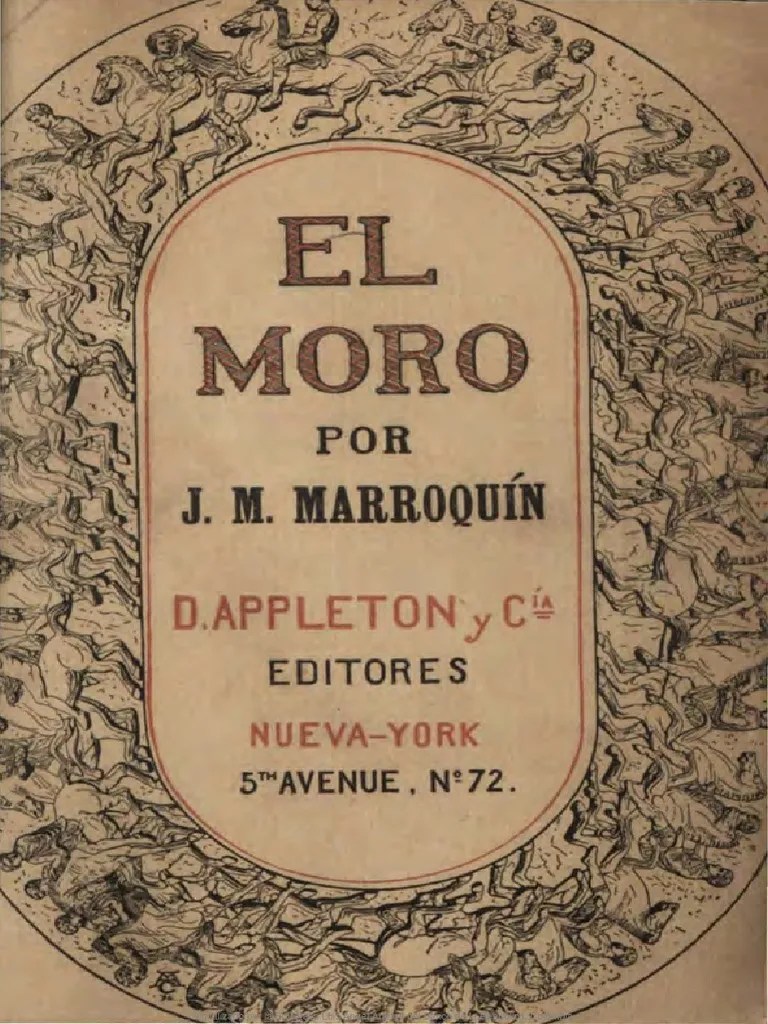 EL
MORO
POR
J. M. MARROQUÍN
D. APPLETON y Cía
EDITORES
NUEVA-YORK
5TH AVENUE, Nº 72.